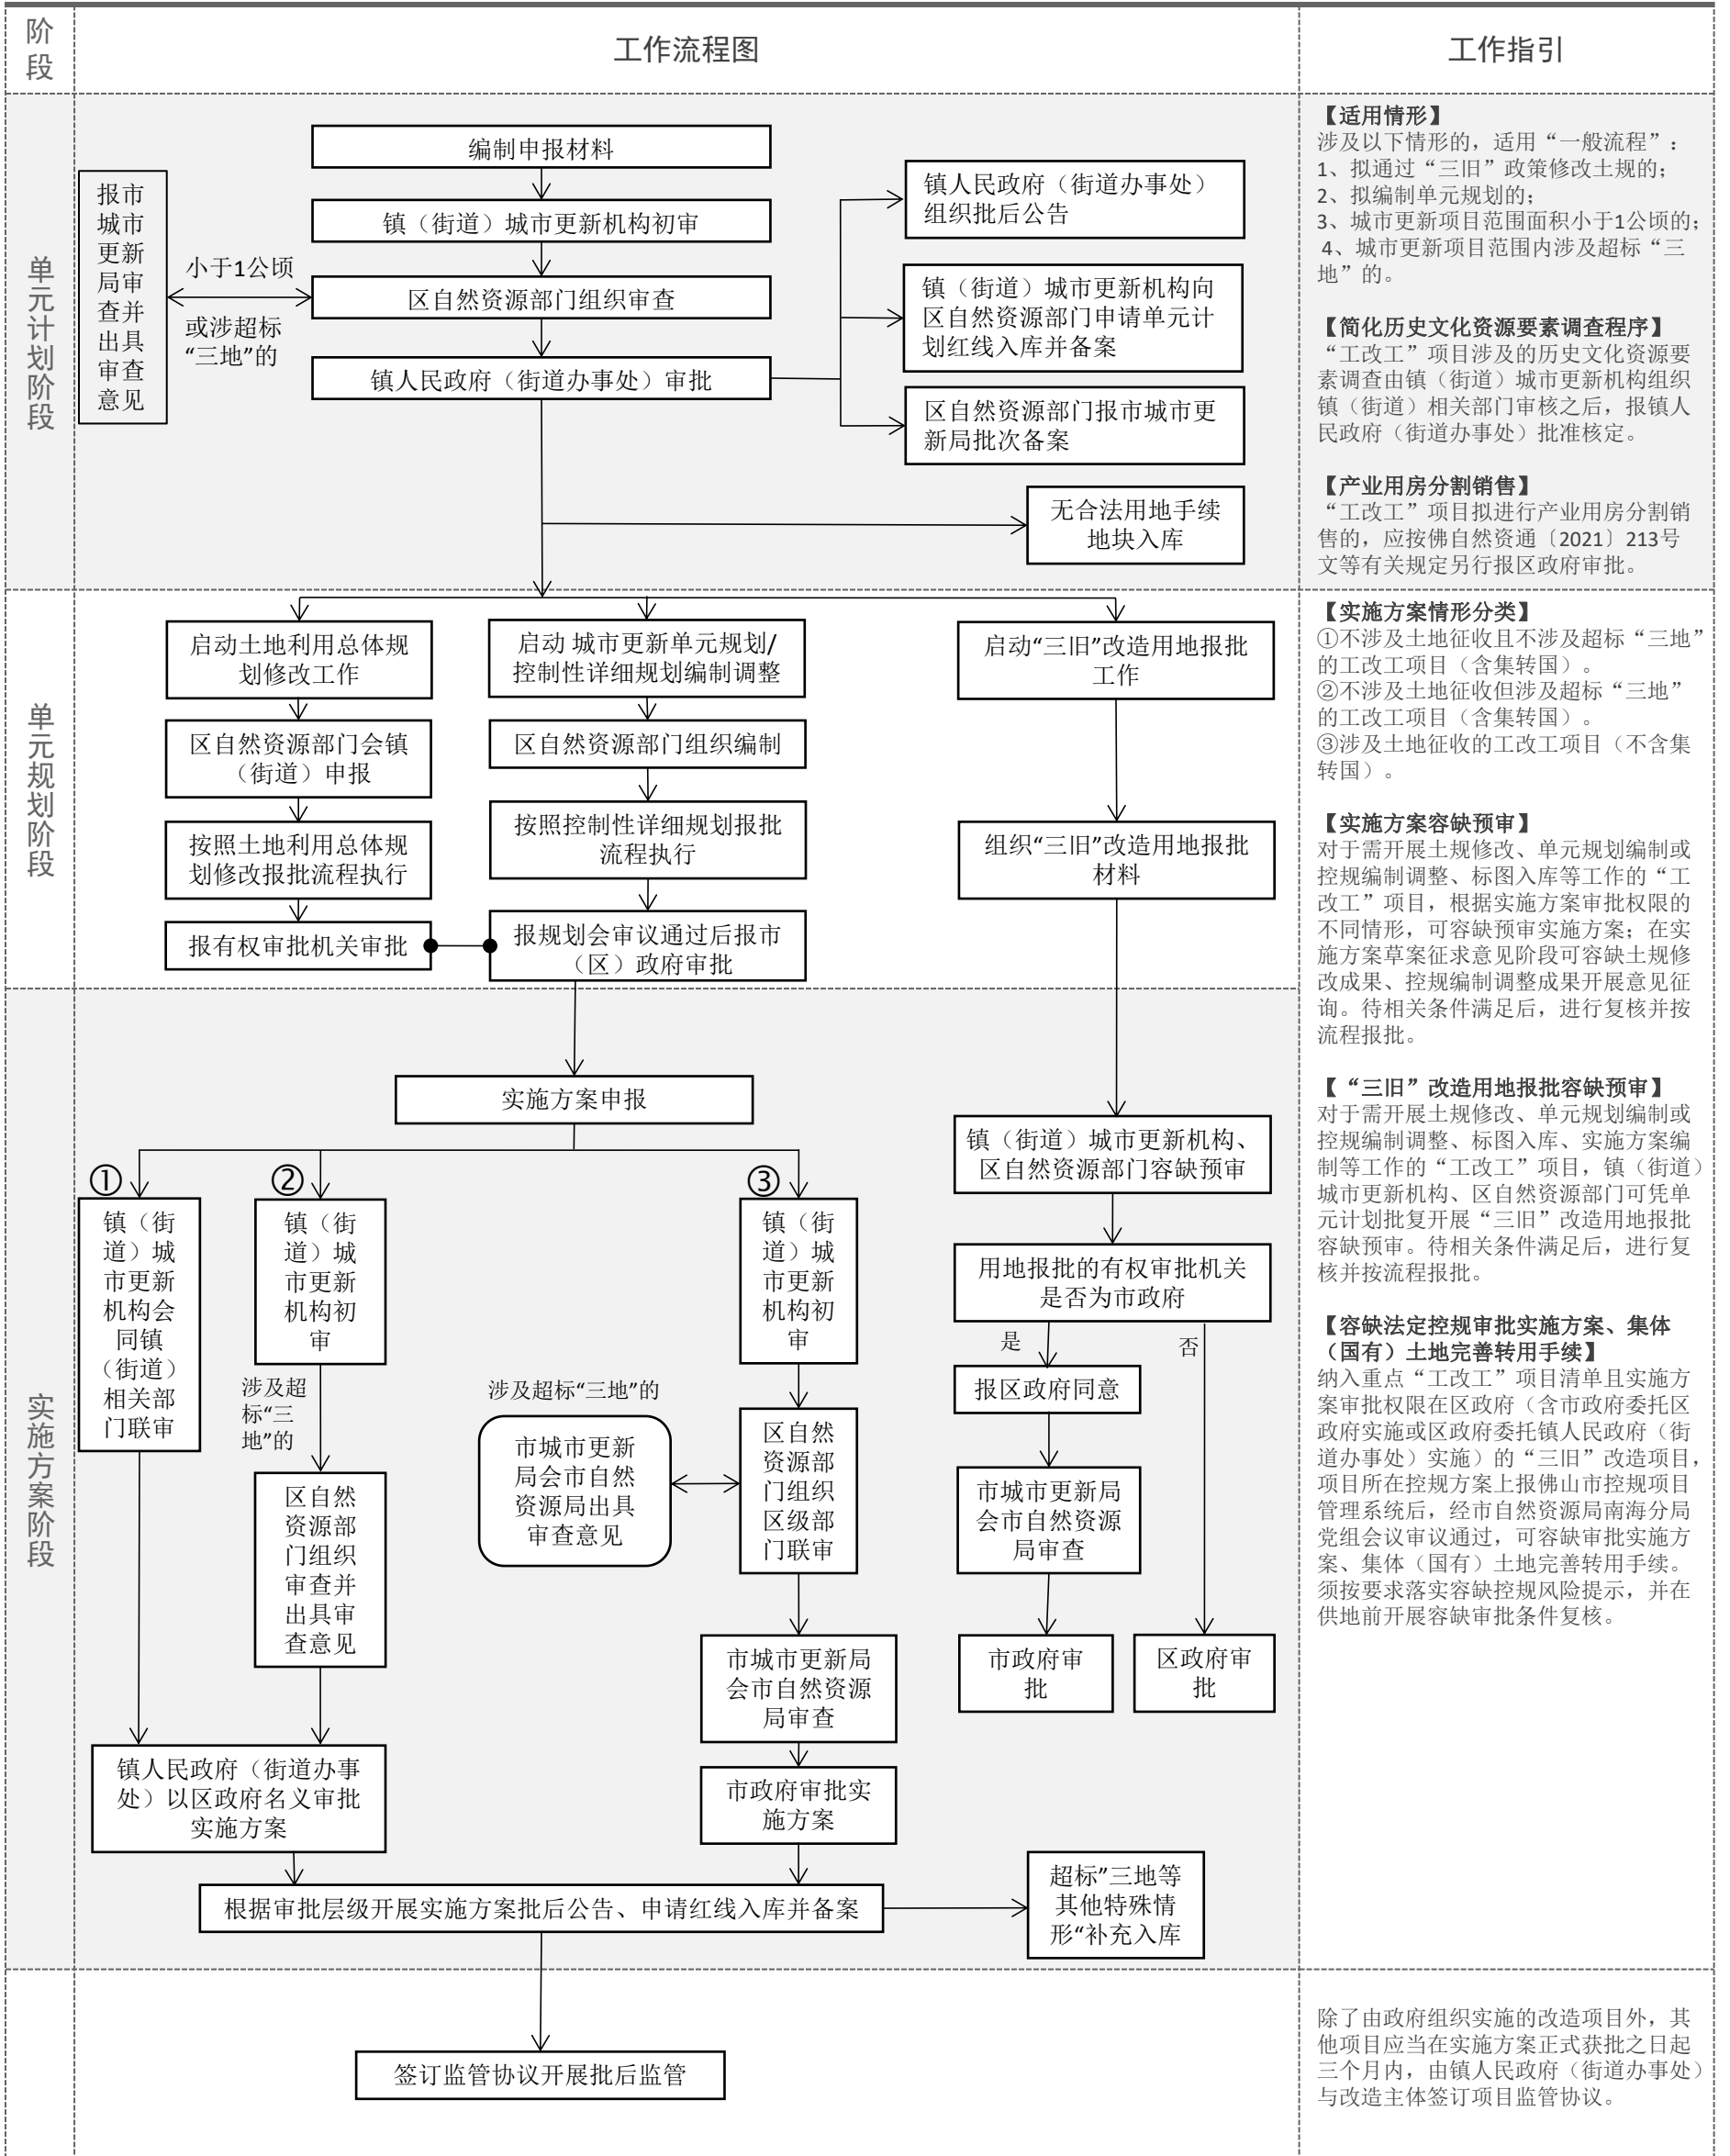 阶
段
工作流程图
工作指引
单元计划阶段
编制申报材料
镇（街道）城市更新机构初审
区自然资源部门组织审查
镇人民政府（街道办事处）审批
报市
城市
更新
局审
查并
出具
审查
意见
小于1公顷
或涉超标
“三地”的
镇人民政府（街道办事处）
组织批后公告
镇（街道）城市更新机构向
区自然资源部门申请单元计
划红线入库并备案
区自然资源部门报市城市更
新局批次备案
无合法用地手续
地块入库
【适用情形】
涉及以下情形的，适用“一般流程”：
1、拟通过“三旧”政策修改土规的；
2、拟编制单元规划的；
3、城市更新项目范围面积小于1公顷的；
4、城市更新项目范围内涉及超标“三
地”的。
【简化历史文化资源要素调查程序】
“工改工”项目涉及的历史文化资源要
素调查由镇（街道）城市更新机构组织
镇（街道）相关部门审核之后，报镇人
民政府（街道办事处）批准核定。
【产业用房分割销售】
“工改工”项目拟进行产业用房分割销
售的，应按佛自然资通〔2021〕213号
文等有关规定另行报区政府审批。
单元规划阶段
启动土地利用总体规
划修改工作
区自然资源部门会镇
（街道）申报
按照土地利用总体规
划修改报批流程执行
报有权审批机关审批
启动 城市更新单元规划/
控制性详细规划编制调整
区自然资源部门组织编制
按照控制性详细规划报批
流程执行
报规划会审议通过后报市
（区）政府审批
启动“三旧”改造用地报批
工作
组织“三旧”改造用地报批
材料
【实施方案情形分类】
①不涉及土地征收且不涉及超标“三地”
的工改工项目（含集转国）。
②不涉及土地征收但涉及超标“三地”
的工改工项目（含集转国）。
③涉及土地征收的工改工项目（不含集
转国）。
【实施方案容缺预审】
对于需开展土规修改、单元规划编制或
控规编制调整、标图入库等工作的“工
改工”项目，根据实施方案审批权限的
不同情形，可容缺预审实施方案；在实
施方案草案征求意见阶段可容缺土规修
改成果、控规编制调整成果开展意见征
询。待相关条件满足后，进行复核并按
流程报批。
【“三旧”改造用地报批容缺预审】
对于需开展土规修改、单元规划编制或
控规编制调整、标图入库、实施方案编
制等工作的“工改工”项目，镇（街道）
城市更新机构、区自然资源部门可凭单
元计划批复开展“三旧”改造用地报批
容缺预审。待相关条件满足后，进行复
核并按流程报批。
【容缺法定控规审批实施方案、集体
（国有）土地完善转用手续】
纳入重点“工改工”项目清单且实施方
案审批权限在区政府（含市政府委托区
政府实施或区政府委托镇人民政府（街
道办事处）实施）的“三旧”改造项目，
项目所在控规方案上报佛山市控规项目
管理系统后，经市自然资源局南海分局
党组会议审议通过，可容缺审批实施方
案、集体（国有）土地完善转用手续。
须按要求落实容缺控规风险提示，并在
供地前开展容缺审批条件复核。
实施方案阶段
实施方案申报
①
镇（街
道）城
市更新
机构会
同镇
（街道）
相关部
门联审
②
镇（街
道）城
市更新
机构初
审
涉及超
标“三
地”的
区自然
资源部
门组织
审查并
出具审
查意见
镇人民政府（街道办事
处）以区政府名义审批
实施方案
③
镇（街
道）城
市更新
机构初
审
涉及超标“三地”的
市城市更新
局会市自然
资源局出具
审查意见
区自然
资源部
门组织
区级部
门联审
市城市更新局
会市自然资源
局审查
市政府审批实
施方案
镇（街道）城市更新机构、
区自然资源部门容缺预审
用地报批的有权审批机关
是否为市政府
是
否
报区政府同意
市城市更新局
会市自然资源
局审查
市政府审
批
区政府审
批
根据审批层级开展实施方案批后公告、申请红线入库并备案
超标”三地等
其他特殊情
形“补充入库
签订监管协议开展批后监管
除了由政府组织实施的改造项目外，其
他项目应当在实施方案正式获批之日起
三个月内，由镇人民政府（街道办事处）
与改造主体签订项目监管协议。